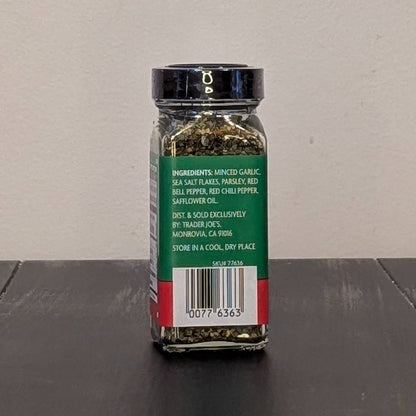 INGREDIENTS: MINCED GARLIC,
SEA SALT FLAKES, PARSLEY, RED
BELL PEPPER, RED CHILI PEPPER,
SAFFLOWER OIL.
DIST. & SOLD EXCLUSIVELY
BY: TRADER JOE'S,
MONROVIA, CA 91016
STORE IN A COOL, DRY PLACE
SKU# 77636
0077 6363